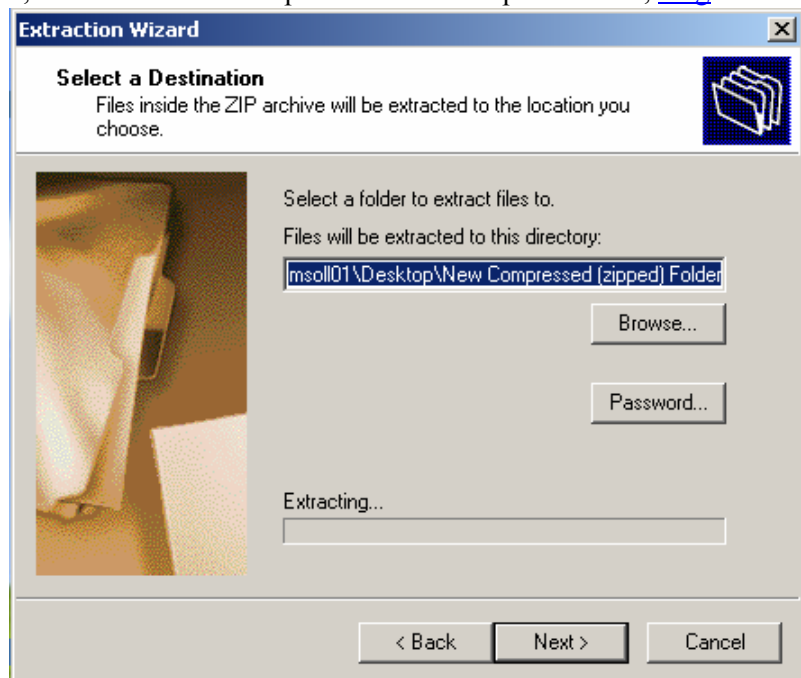 Extraction Wizard
Select a Destination
Files inside the ZIP archive will be extracted to the location you
choose.
Select a folder to extract files to.
Files will be extracted to this directory:
msoll01\Desktop\New Compressed (zipped) Folder
Browse...
Password...
Extracting...
< Back
Next >
Cancel